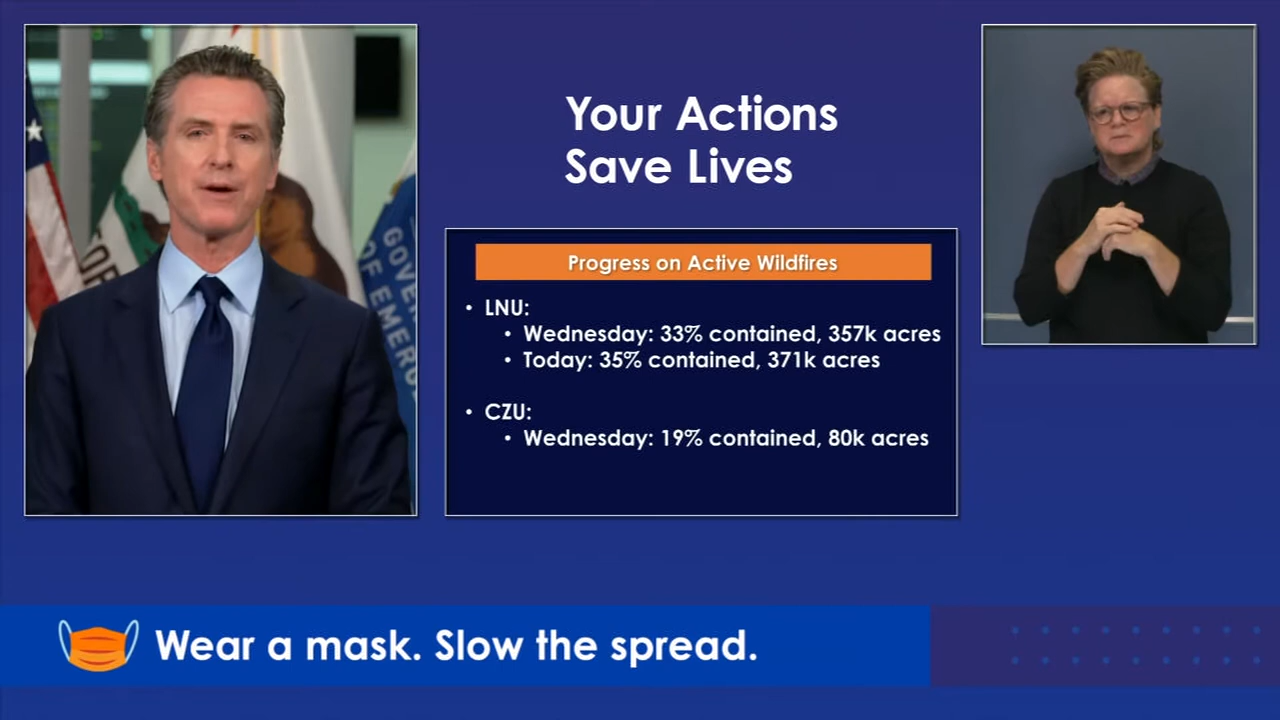 Your Actions
Save Lives
Progress on Active Wildfires
• LNU:
• Wednesday: 33% contained, 357k acres
• Today: 35% contained, 371k acres
• CZU:
• Wednesday: 19% contained, 80k acres
Wear a mask. Slow the spread.